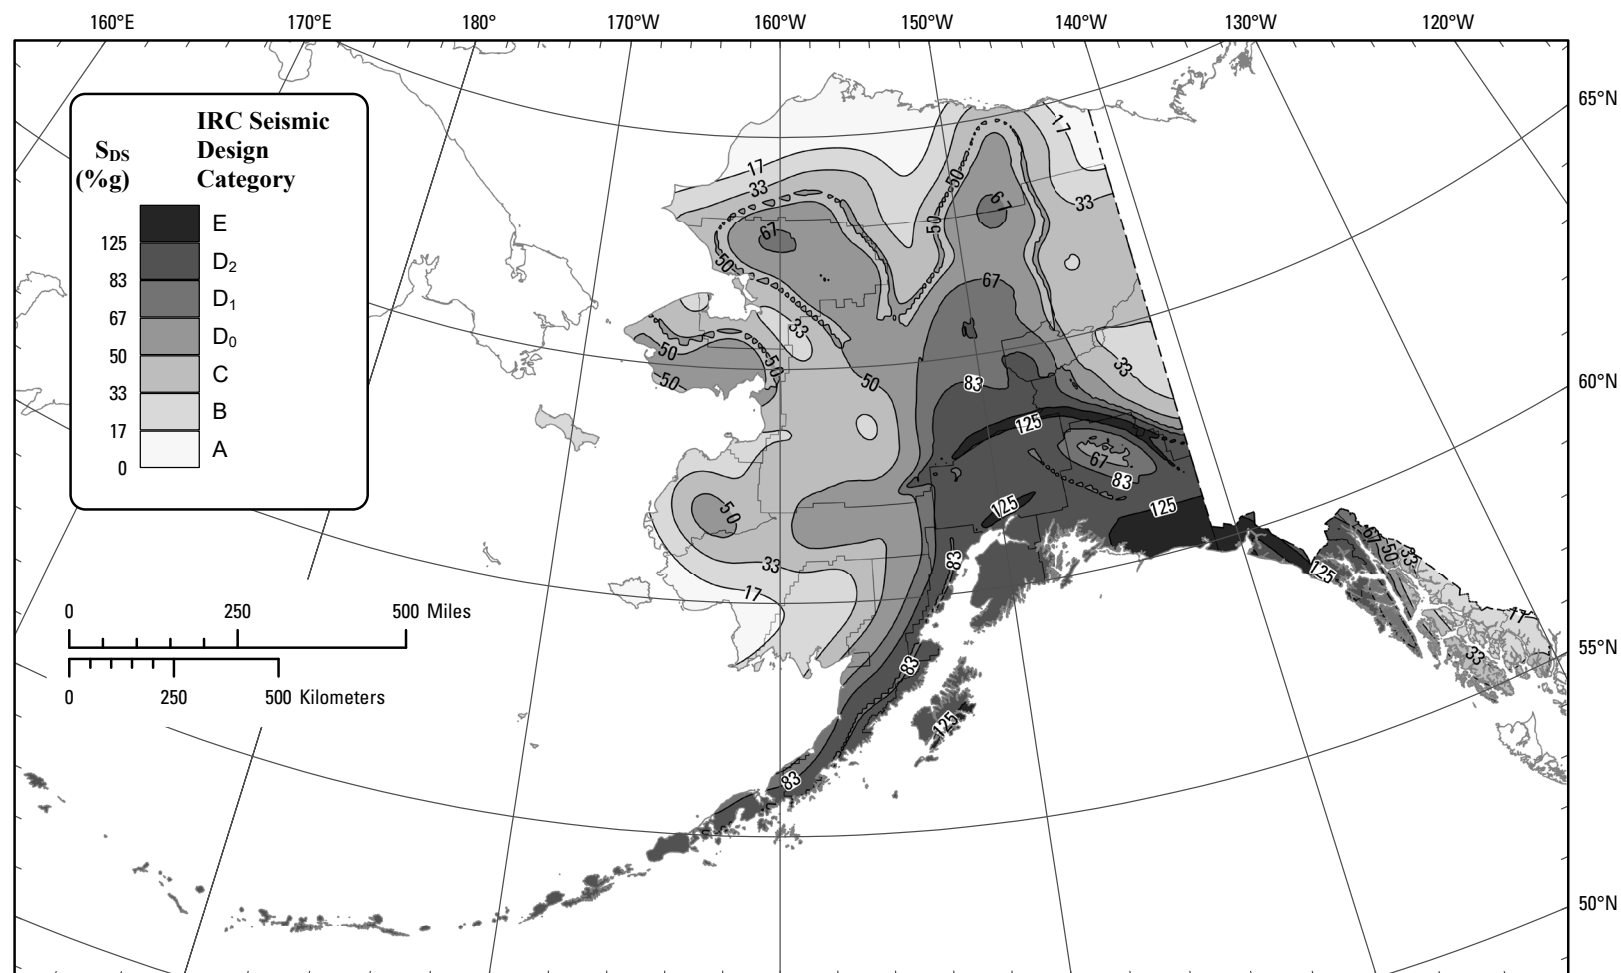 160°E 170°E 180° 170°W 160°W 150°W 140°W 130°W 120°W
65°N
60°N
55°N
50°N
IRC Seismic
Design
Category
S_DS
(%g)
E
125
D₂
83
D₁
67
D₀
50
C
33
B
17
A
0
0 250 500 Miles
0 250 500 Kilometers
17
17
33
50
67
33
50
67
50
50
67
33
50
50
50
33
83
33
125
67
83
50
125
125
83
33
17
67
50
33
125
17
33
83
125
83